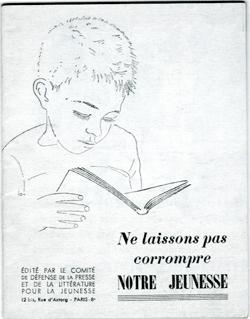 Ne laissons pas
corrompre
NOTRE JEUNESSE
ÉDITÉ PAR LE COMITÉ
DE DÉFENSE DE LA PRESSE
ET DE LA LITTÉRATURE
POUR LA JEUNESSE
12 bis, Rue d'Astorg - PARIS-8e